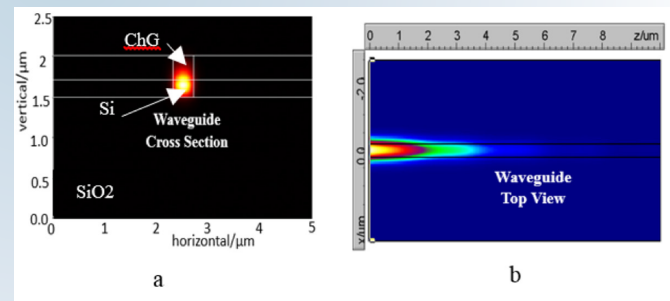 2.5
ChG
2
1.5
Si
Waveguide
Cross Section
1.0
0.5
SiO2
0.0
0 1 2 3 4 5
vertical/µm
horizontal/µm
a
0 1 2 3 4 5 6 7 8 z/um
-2.0
0.0
x/um
Waveguide
Top View
b